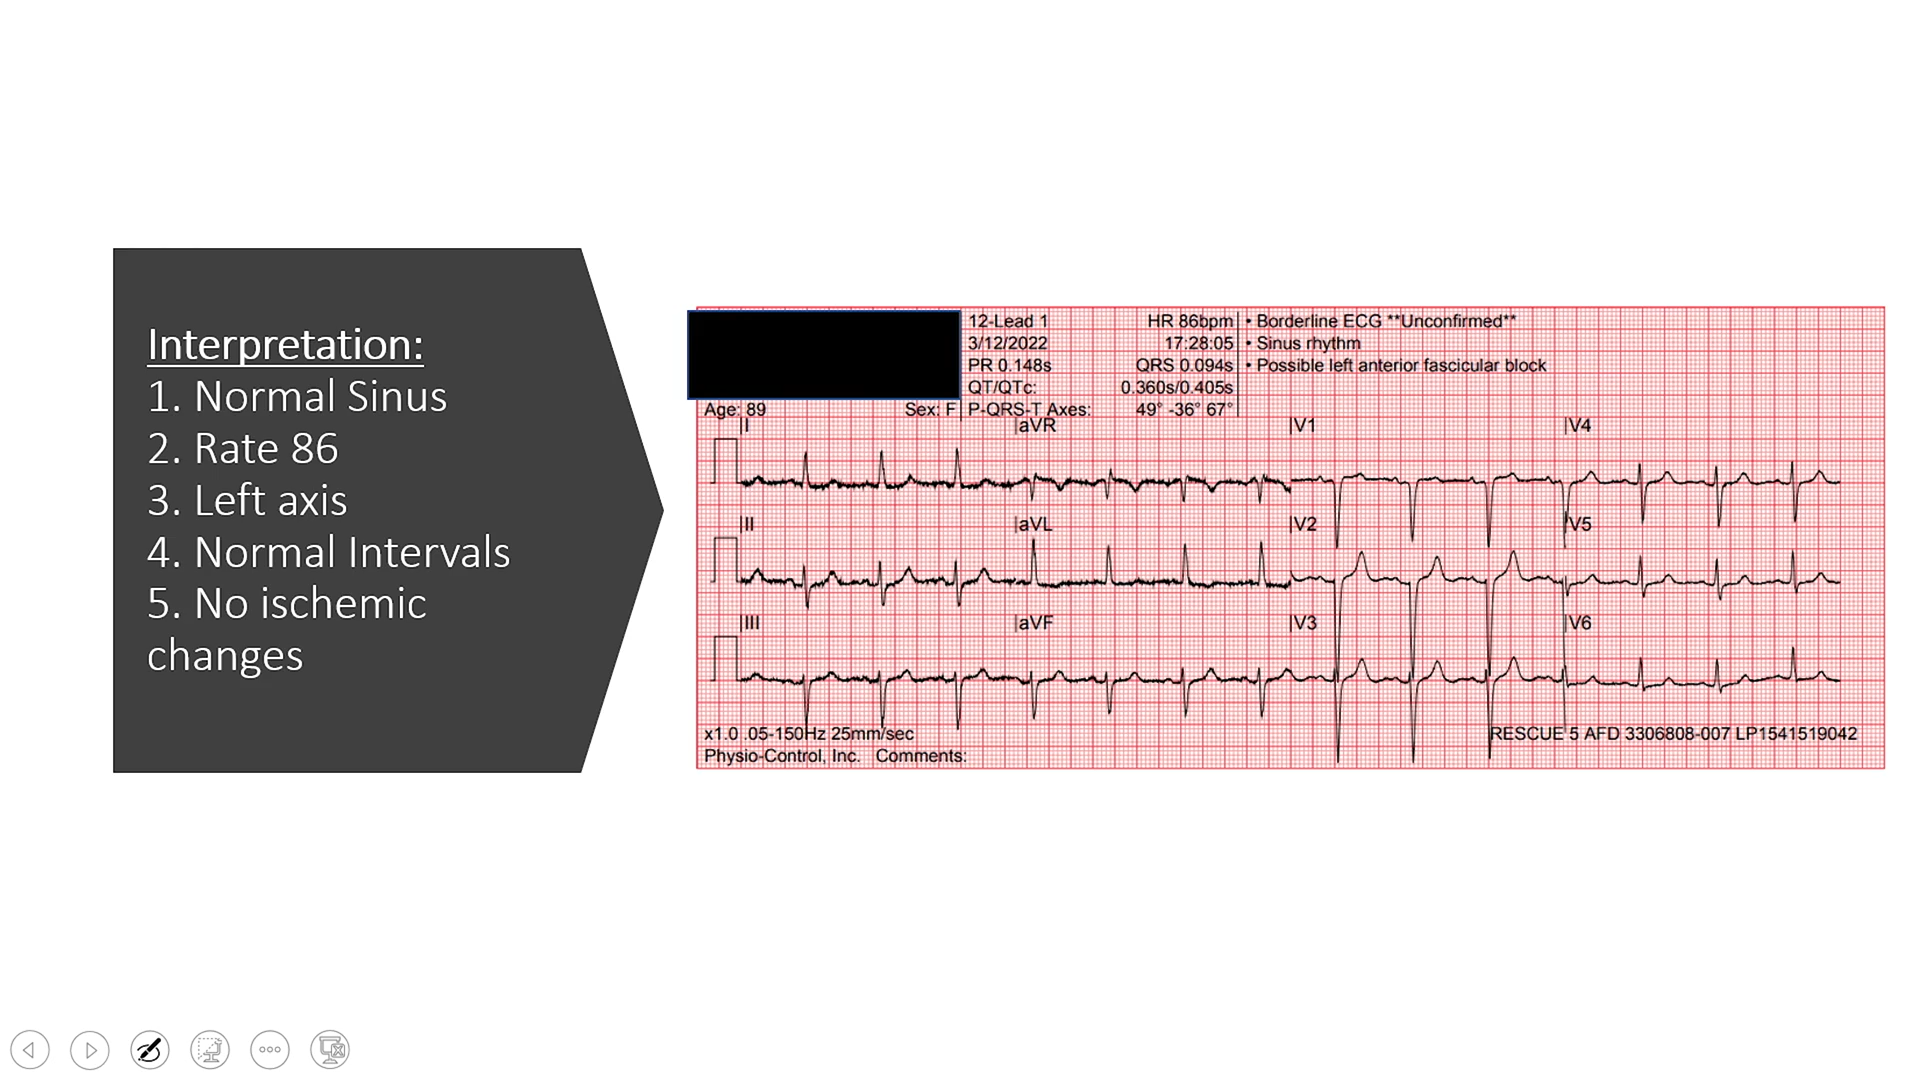 Interpretation:
1. Normal Sinus
2. Rate 86
3. Left axis
4. Normal Intervals
5. No ischemic
changes
12-Lead 1 HR 86bpm • Borderline ECG **Unconfirmed**
3/12/2022 17:28:05 • Sinus rhythm
PR 0.148s QRS 0.094s • Possible left anterior fascicular block
QT/QTc: 0.360s/0.405s
Age: 89 Sex: F P-QRS-T Axes: 49° -36° 67°
I aVR V1 V4
II aVL V2 V5
III aVF V3 V6
x1.0 .05-150Hz 25mm/sec RESCUE 5 AFD 3306808-007 LP1541519042
Physio-Control, Inc. Comments: